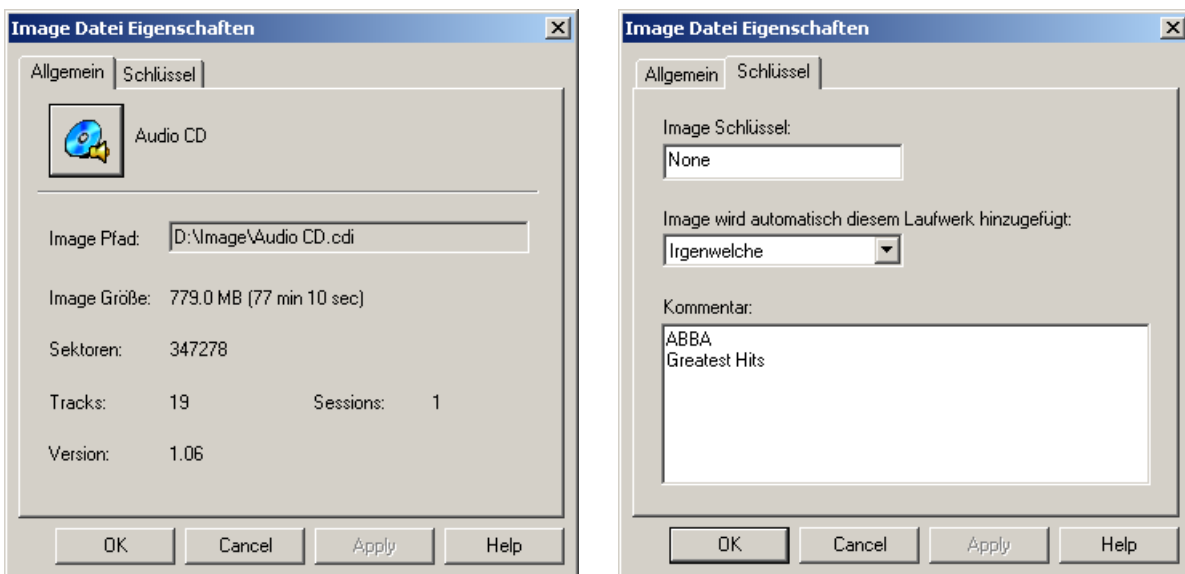 Image Datei Eigenschaften
Allgemein Schlüssel
Audio CD
Image Pfad: D:\Image\Audio CD.cdi
Image Größe: 779.0 MB (77 min 10 sec)
Sektoren: 347278
Tracks: 19 Sessions: 1
Version: 1.06
OK Cancel Apply Help
Image Datei Eigenschaften
Allgemein Schlüssel
Image Schlüssel:
None
Image wird automatisch diesem Laufwerk hinzugefügt:
Irgenwelche
Kommentar:
ABBA
Greatest Hits
OK Cancel Apply Help